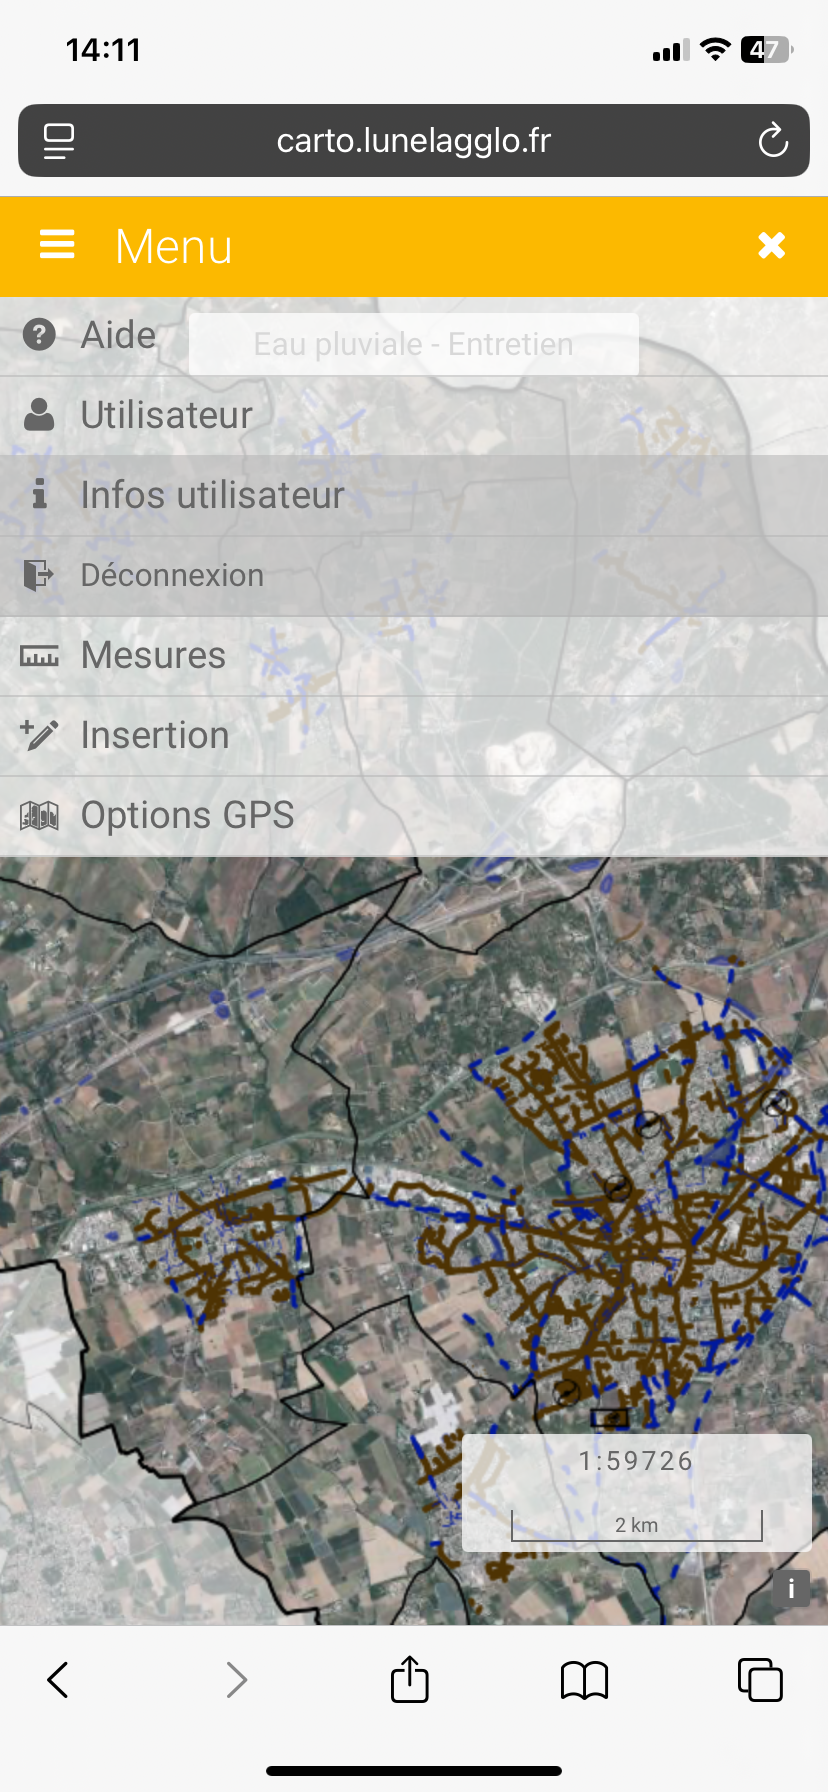 14:11
47
carto.lunelagglo.fr
Menu
Aide
Eau pluviale - Entretien
Utilisateur
Infos utilisateur
Déconnexion
Mesures
Insertion
Options GPS
1:59726
2 km
i